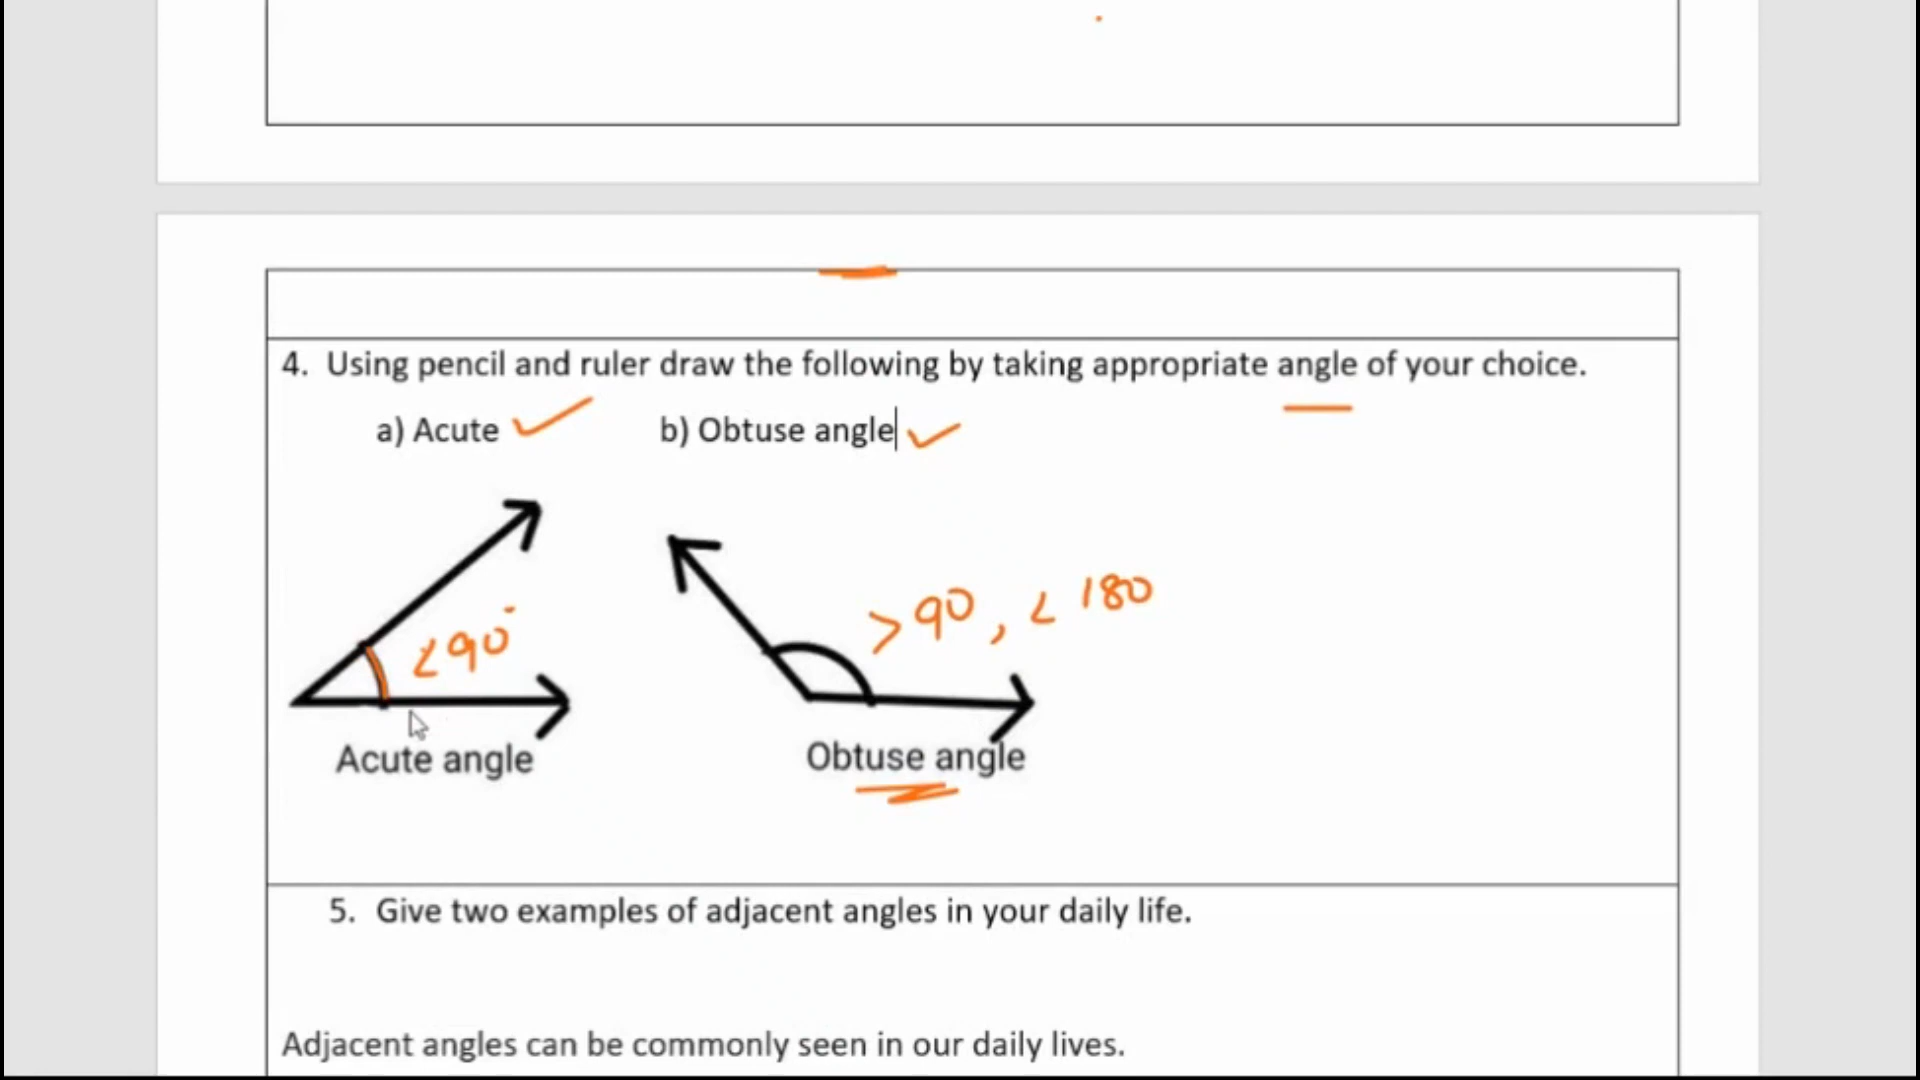 4. Using pencil and ruler draw the following by taking appropriate angle of your choice.
a) Acute b) Obtuse angle
>90, <180
<90°
Acute angle Obtuse angle
5. Give two examples of adjacent angles in your daily life.
Adjacent angles can be commonly seen in our daily lives.